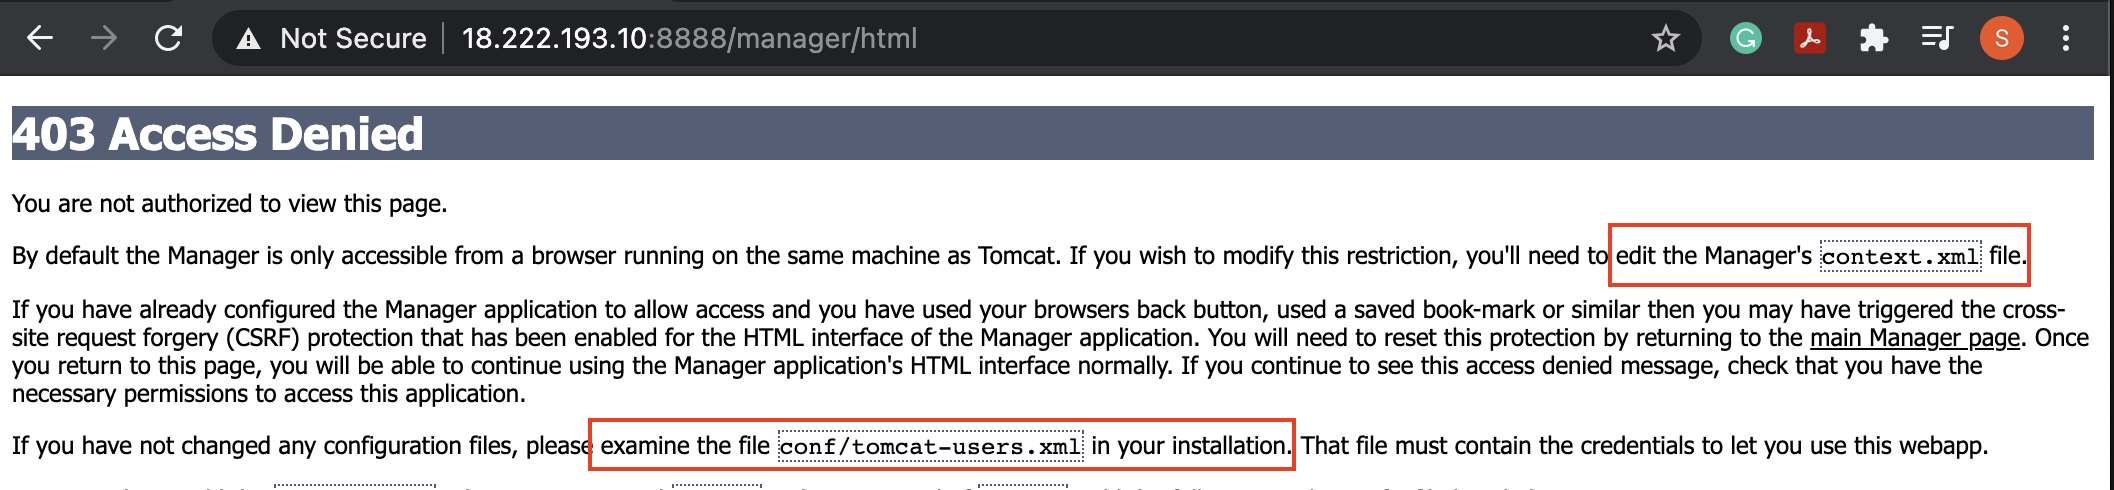 Not Secure 18.222.193.10:8888/manager/html S
403 Access Denied
You are not authorized to view this page.
By default the Manager is only accessible from a browser running on the same machine as Tomcat. If you wish to modify this restriction, you'll need to edit the Manager's context.xml file.
If you have already configured the Manager application to allow access and you have used your browsers back button, used a saved book-mark or similar then you may have triggered the cross-
site request forgery (CSRF) protection that has been enabled for the HTML interface of the Manager application. You will need to reset this protection by returning to the main Manager page. Once
you return to this page, you will be able to continue using the Manager application's HTML interface normally. If you continue to see this access denied message, check that you have the
necessary permissions to access this application.
If you have not changed any configuration files, please examine the file conf/tomcat-users.xml in your installation. That file must contain the credentials to let you use this webapp.